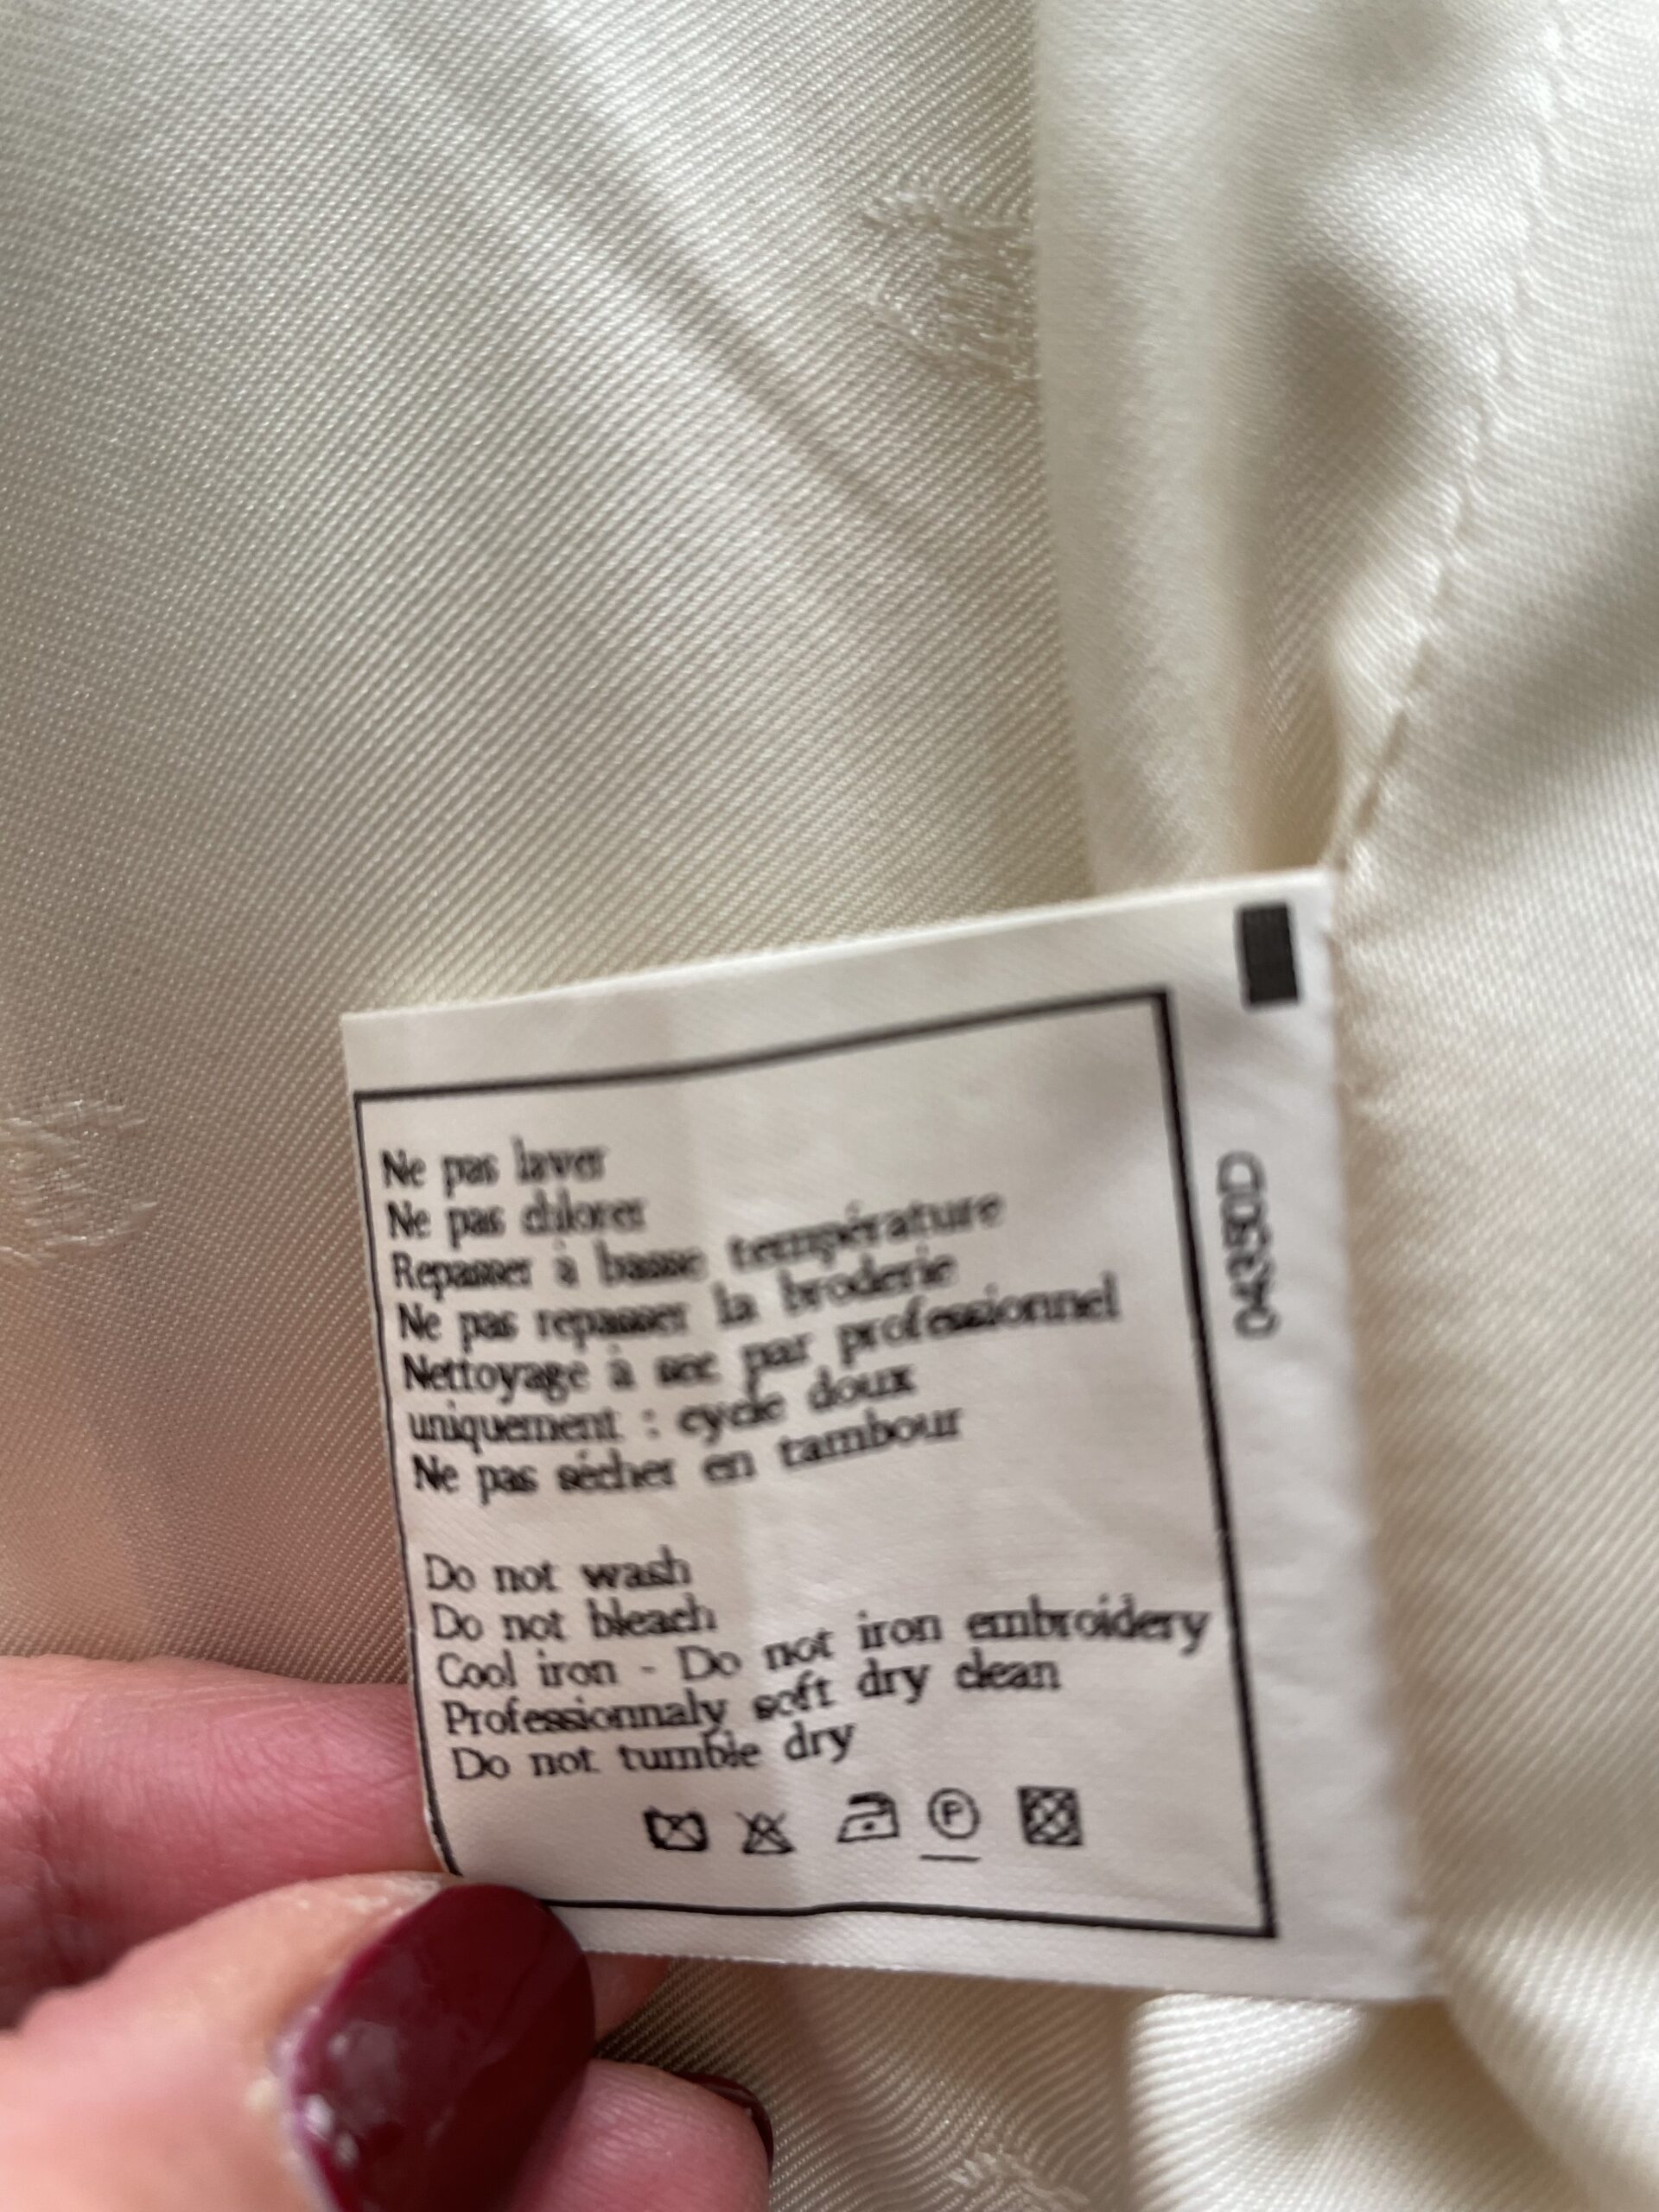 Ne pas laver
Ne pas chlorer
Repasser à basse température
Ne pas repasser la broderie
Nettoyage à sec par professionnel
uniquement : cycle doux
Ne pas sécher en tambour
Do not wash
Do not bleach
Cool iron - Do not iron embroidery
Professionnaly soft dry clean
Do not tumble dry
P